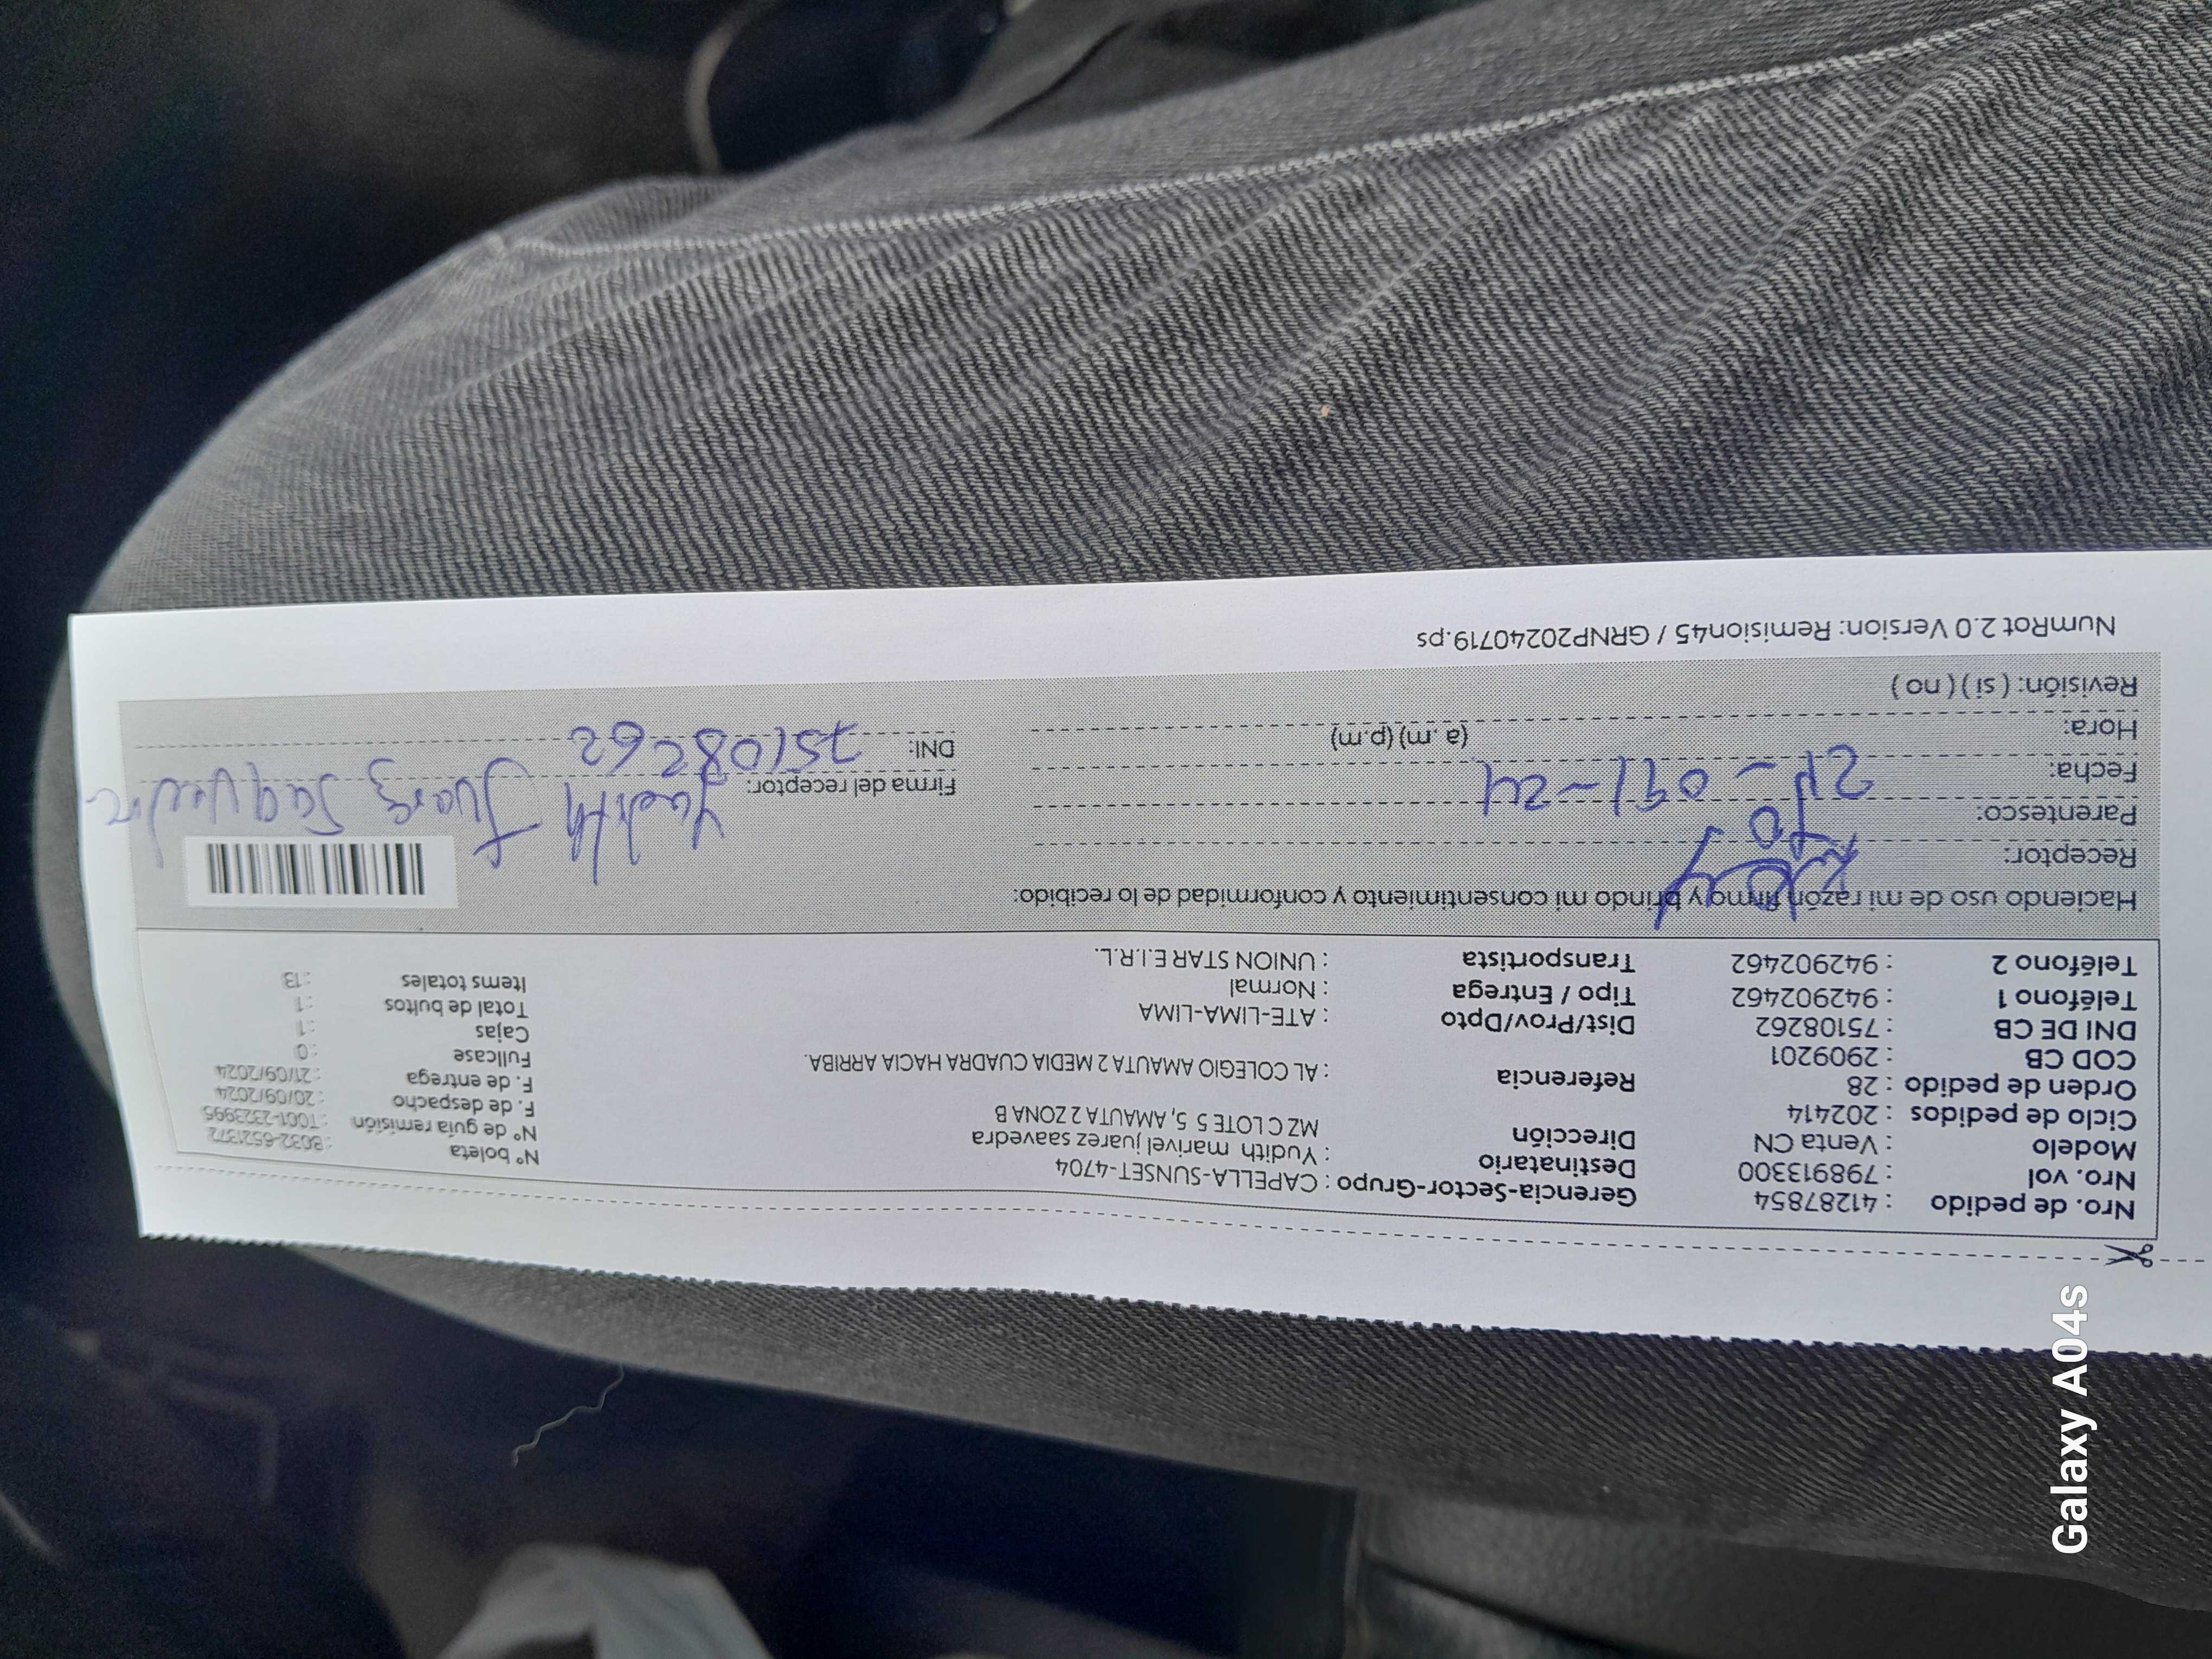 Nro. de pedido : 41287854
Nro. vol : 798913300
Modelo : Venta CN
Ciclo de pedidos : 202414
Orden de pedido : 28
COD CB : 2909201
DNI DE CB : 75108262
Teléfono 1 : 942902462
Teléfono 2 : 942902462
Gerencia-Sector-Grupo : CAPELLA-SUNSET-4704
Destinatario : Yudith marivel juarez saavedra
Dirección MZ C LOTE 5 5, AMAUTA 2 ZONA B
Referencia : AL COLEGIO AMAUTA 2 MEDIA CUADRA HACIA ARRIBA.
Dist/Prov/Dpto : ATE-LIMA-LIMA
Tipo / Entrega : Normal
Transportista : UNION STAR E.I.R.L.
Nº boleta : B032-6521372
Nº de guía remisión : T001-2323995
F. de despacho : 20/09/2024
F. de entrega : 21/09/2024
Fullcase : 0
Cajas : 1
Total de bultos : 1
Items totales : 13
Haciendo uso de mi razón firmo y brindo mi consentimiento y conformidad de lo recibido:
Receptor:
Parentesco: yo
Fecha: 21-09-24
Hora: (a.m) (p.m)
Revisión: ( si ) ( no )
Firma del receptor: Yudith Juarez Saavedra
DNI: 75108262
NumRot 2.0 Version: Remision45 / GRNP20240719.ps
Galaxy A04s